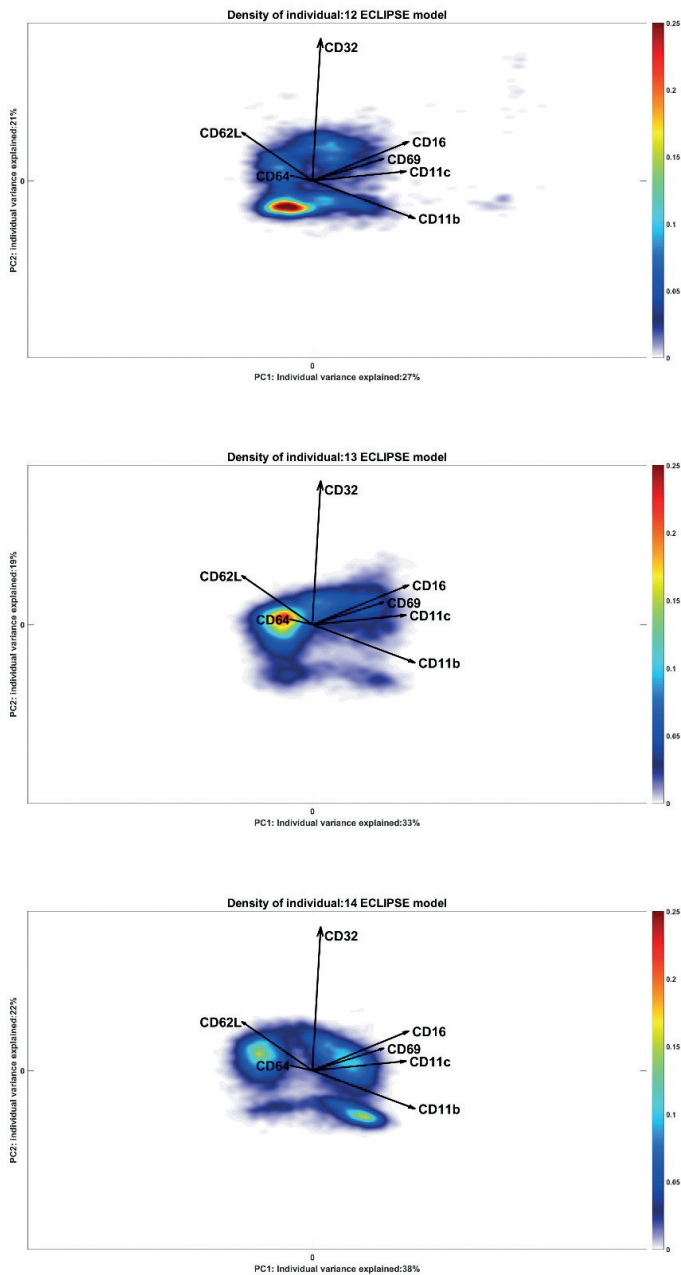 Density of individual:12 ECLIPSE model
0.25
CD32
0.2
CD62L
CD16
0.15
CD69
CD64
CD11c
0
CD11b
0.1
PC2: individual variance explained:21%
0.05
0
0
PC1: Individual variance explained:27%
Density of individual:13 ECLIPSE model
0.25
CD32
0.2
CD62L
CD16
0.15
CD69
CD64
CD11c
0
CD11b
0.1
PC2: individual variance explained:19%
0.05
0
0
PC1: Individual variance explained:33%
Density of individual:14 ECLIPSE model
0.25
CD32
0.2
CD62L
CD16
0.15
CD69
CD64
CD11c
0
CD11b
0.1
PC2: individual variance explained:22%
0.05
0
0
PC1: Individual variance explained:38%